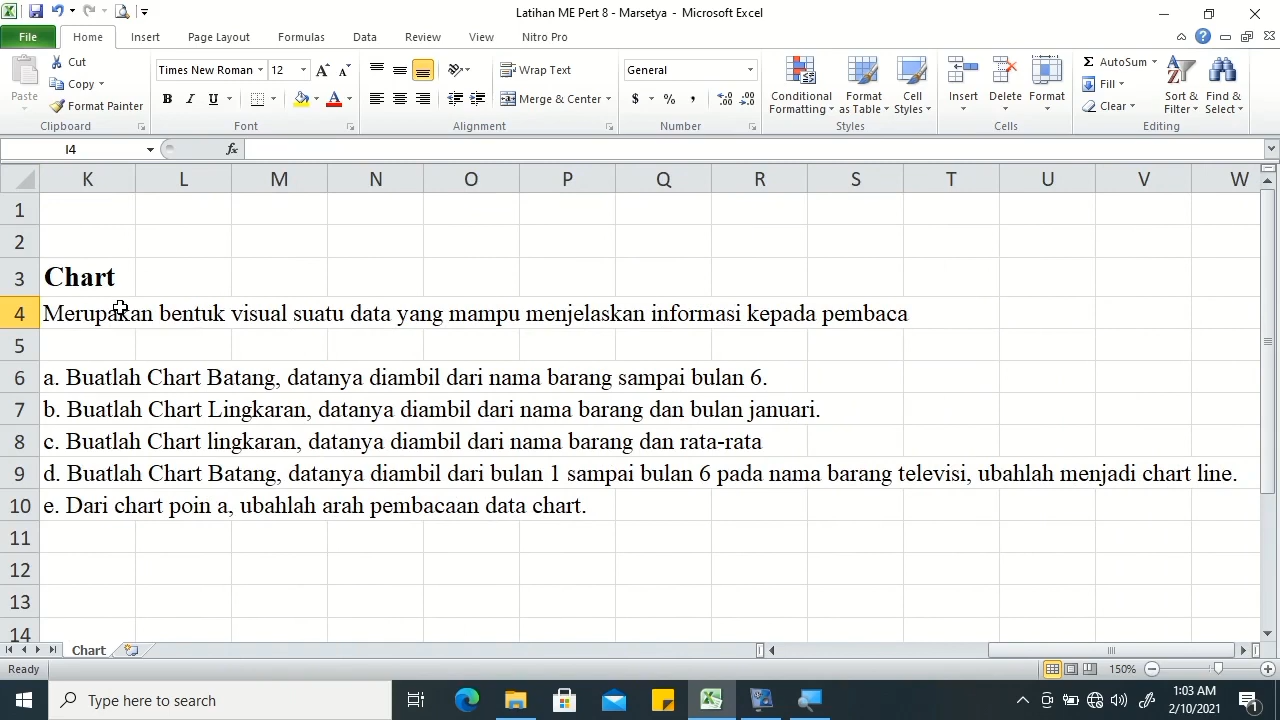 Latihan ME Pert 8 - Marsetya - Microsoft Excel
File Home Insert Page Layout Formulas Data Review View Nitro Pro
Paste
Cut
Copy
Format Painter
Clipboard
Times New Roman 12
B I U A
Font
Wrap Text
Merge & Center
Alignment
General
$ % ,
Number
Conditional Formatting
Format as Table
Cell Styles
Styles
Insert Delete Format
Cells
AutoSum
Fill
Clear
Sort & Filter
Find & Select
Editing
I4 fx
K L M N O P Q R S T U V W
1
2
3 Chart
4 Merupakan bentuk visual suatu data yang mampu menjelaskan informasi kepada pembaca
5
6 a. Buatlah Chart Batang, datanya diambil dari nama barang sampai bulan 6.
7 b. Buatlah Chart Lingkaran, datanya diambil dari nama barang dan bulan januari.
8 c. Buatlah Chart lingkaran, datanya diambil dari nama barang dan rata-rata
9 d. Buatlah Chart Batang, datanya diambil dari bulan 1 sampai bulan 6 pada nama barang televisi, ubahlah menjadi chart line.
10 e. Dari chart poin a, ubahlah arah pembacaan data chart.
11
12
13
14
Chart
Ready 150%
Type here to search
1:03 AM
2/10/2021
1